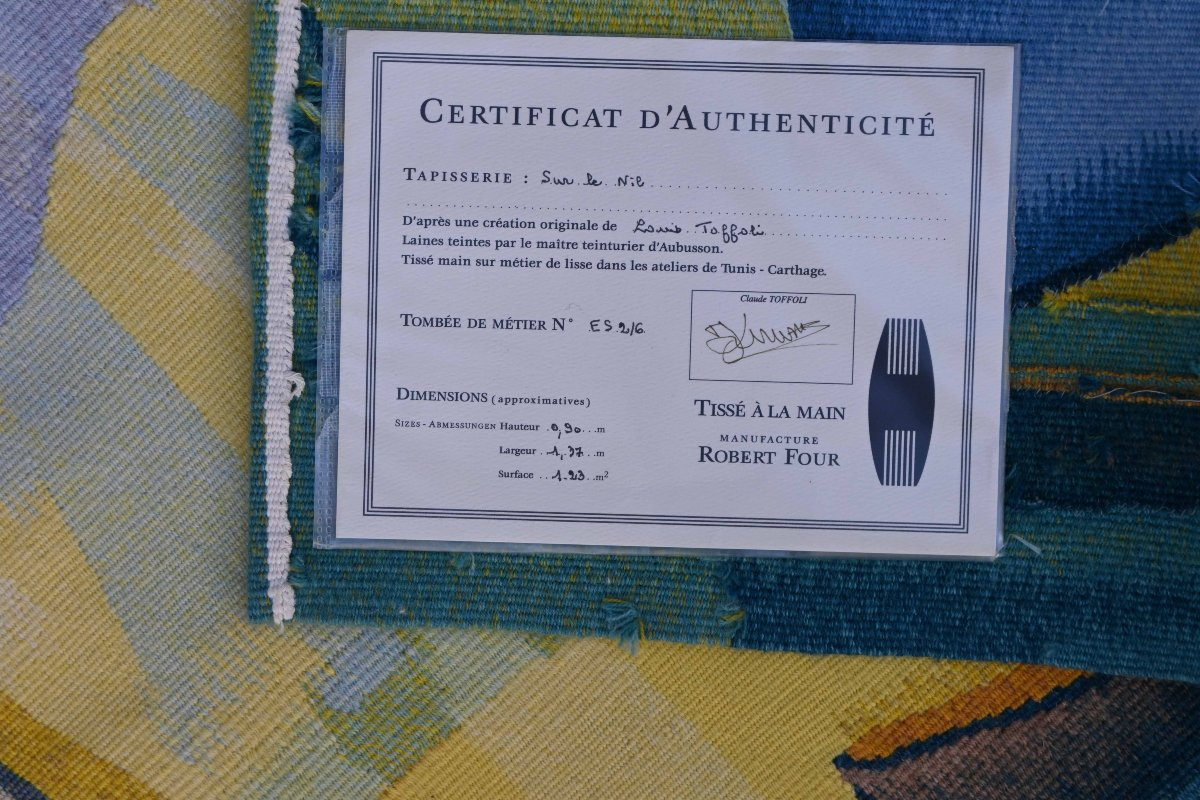 CERTIFICAT D'AUTHENTICITÉ
TAPISSERIE : Sur le Nil
D'après une création originale de Louis Toffoli
Laines teintes par le maître teinturier d'Aubusson.
Tissé main sur métier de lisse dans les ateliers de Tunis - Carthage.
TOMBÉE DE MÉTIER N° ES 2/6
Claude TOFFOLI
DIMENSIONS (approximatives)
SIZES - ABMESSUNGEN Hauteur 0,90 m
Largeur 1,37 m
Surface 1.23 m²
TISSÉ À LA MAIN
MANUFACTURE
ROBERT FOUR